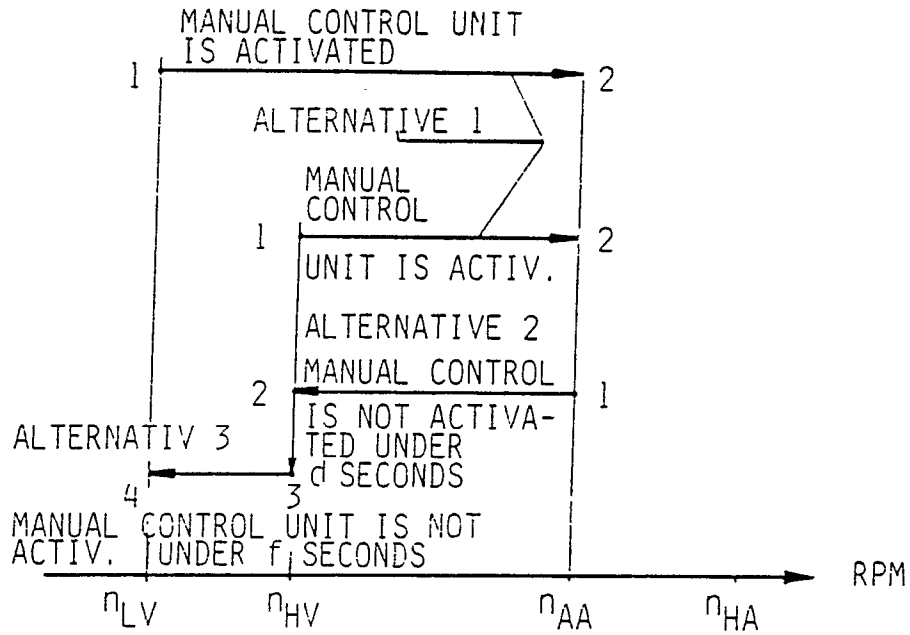 MANUAL CONTROL UNIT
IS ACTIVATED
1
2
ALTERNATIVE 1
MANUAL
CONTROL
1
2
UNIT IS ACTIV.
ALTERNATIVE 2
MANUAL CONTROL
2
1
IS NOT ACTIVA-
TED UNDER
d SECONDS
ALTERNATIV 3
4
3
MANUAL CONTROL UNIT IS NOT
ACTIV. UNDER f SECONDS
RPM
nLV
nHV
nAA
nHA